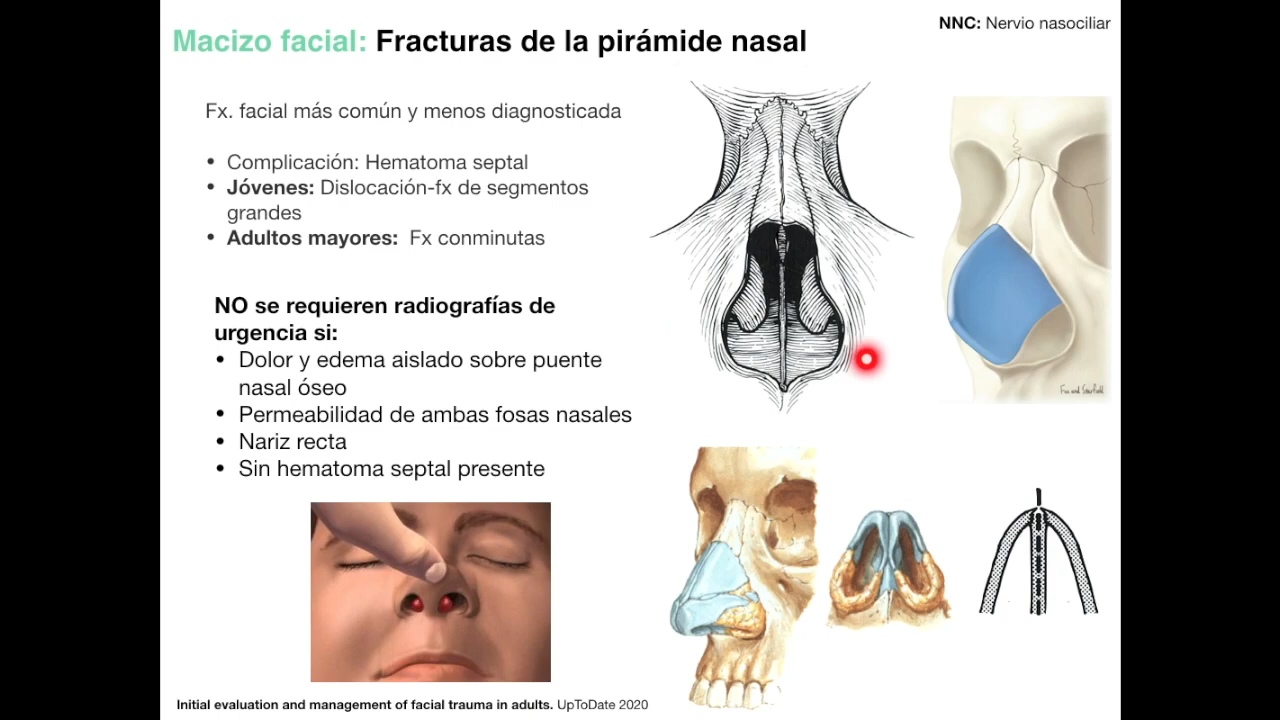 NNC: Nervio nasociliar
Macizo facial: Fracturas de la pirámide nasal
Fx. facial más común y menos diagnosticada
• Complicación: Hematoma septal
• Jóvenes: Dislocación-fx de segmentos
grandes
• Adultos mayores: Fx conminutas
NO se requieren radiografías de
urgencia si:
• Dolor y edema aislado sobre puente
nasal óseo
• Permeabilidad de ambas fosas nasales
• Nariz recta
• Sin hematoma septal presente
Initial evaluation and management of facial trauma in adults. UpToDate 2020